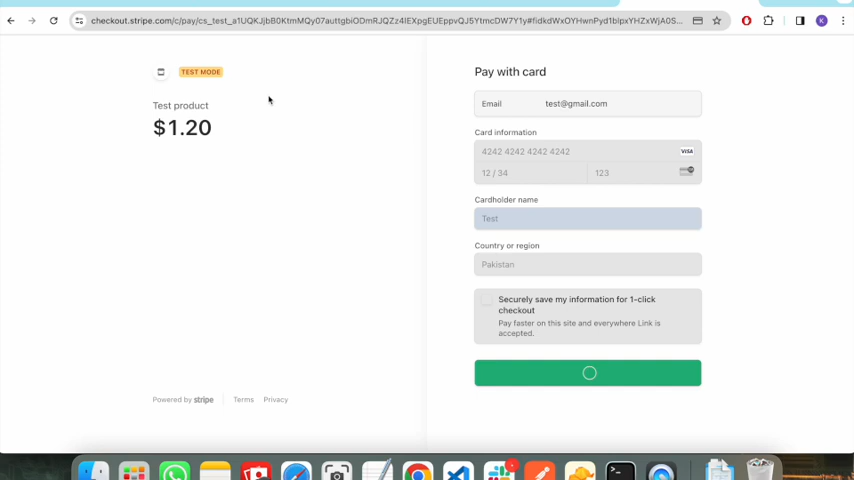 checkout.stripe.com/c/pay/cs_test_a1UQKJjbB0KtmMQy07auttgbiODmRJQZz4lEXpgEUEppvQJ5YtmcDW7Y1y#fidkdWxOYHwnPyd1blpxYHZxWjA0S...
K
TEST MODE
Test product
$1.20
Powered by stripe
Terms
Privacy
Pay with card
Email
test@gmail.com
Card information
4242 4242 4242 4242
VISA
12 / 34
123
Cardholder name
Test
Country or region
Pakistan
Securely save my information for 1-click
checkout
Pay faster on this site and everywhere Link is
accepted.